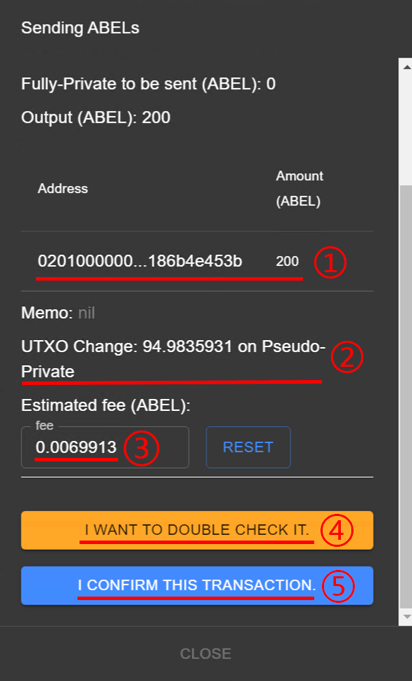 Sending ABELs
Fully-Private to be sent (ABEL): 0
Output (ABEL): 200
Address Amount (ABEL)
0201000000...186b4e453b 200 ①
Memo: nil
UTXO Change: 94.9835931 on Pseudo-
Private ②
Estimated fee (ABEL):
fee
0.0069913 ③ RESET
I WANT TO DOUBLE CHECK IT. ④
I CONFIRM THIS TRANSACTION. ⑤
CLOSE